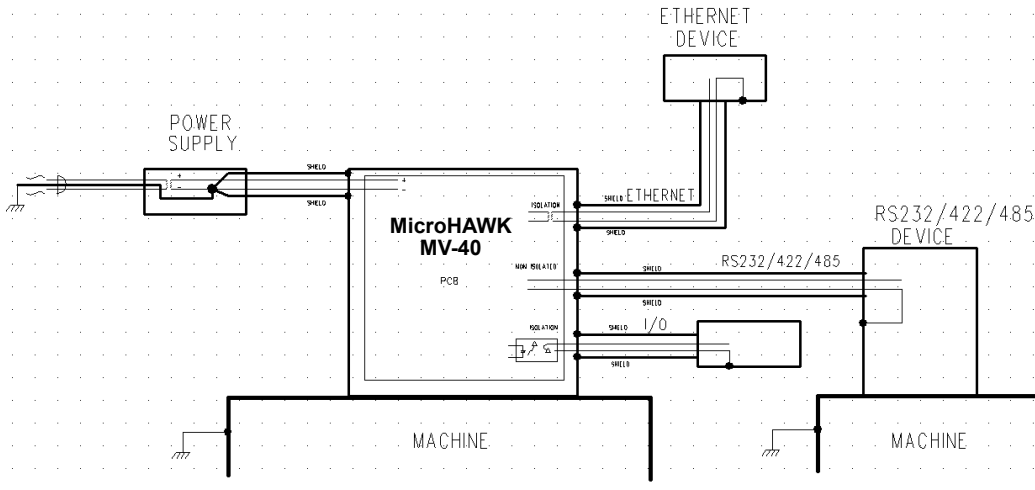 ETHERNET
DEVICE
POWER
SUPPLY
+
-
SHIELD
SHIELD
+
-
MicroHAWK
MV-40
PCB
ISOLATION
SHIELD
ETHERNET
SHIELD
RS232/422/485
DEVICE
NON ISOLATED
SHIELD
RS232/422/485
SHIELD
ISOLATION
SHIELD
I/O
SHIELD
MACHINE
MACHINE